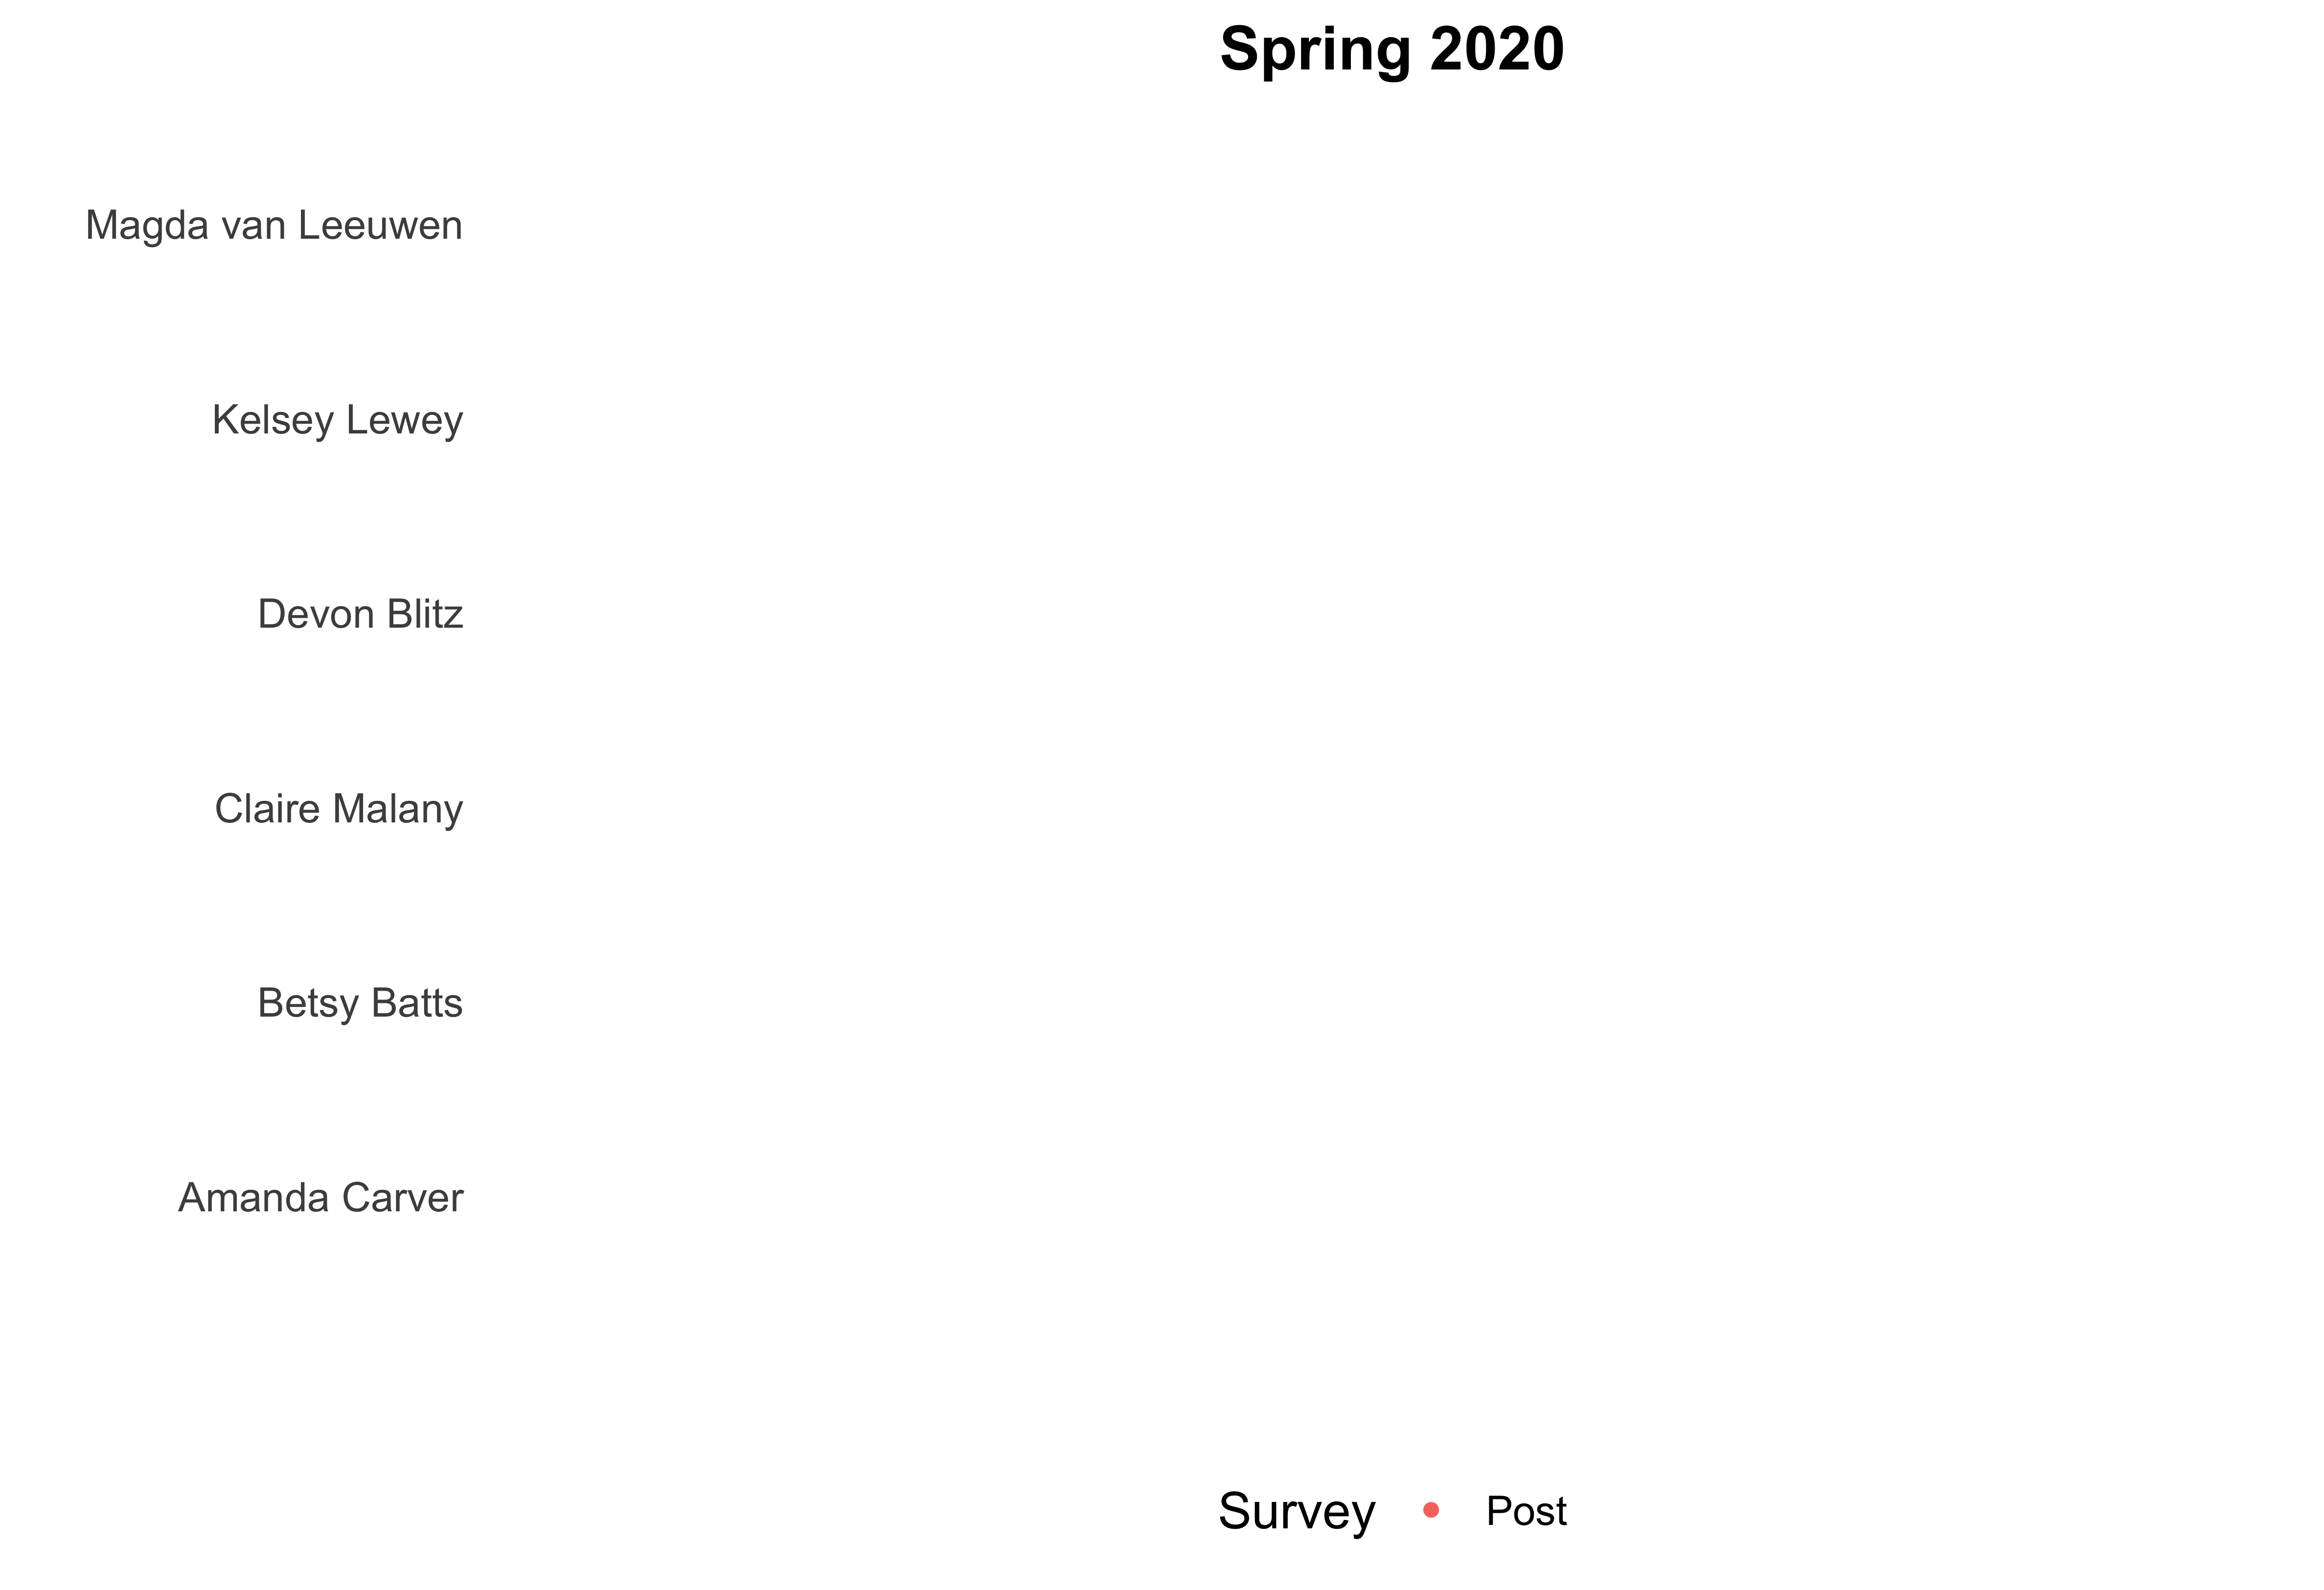 Spring 2020
Magda van Leeuwen
Kelsey Lewey
Devon Blitz
Claire Malany
Betsy Batts
Amanda Carver
Survey Post